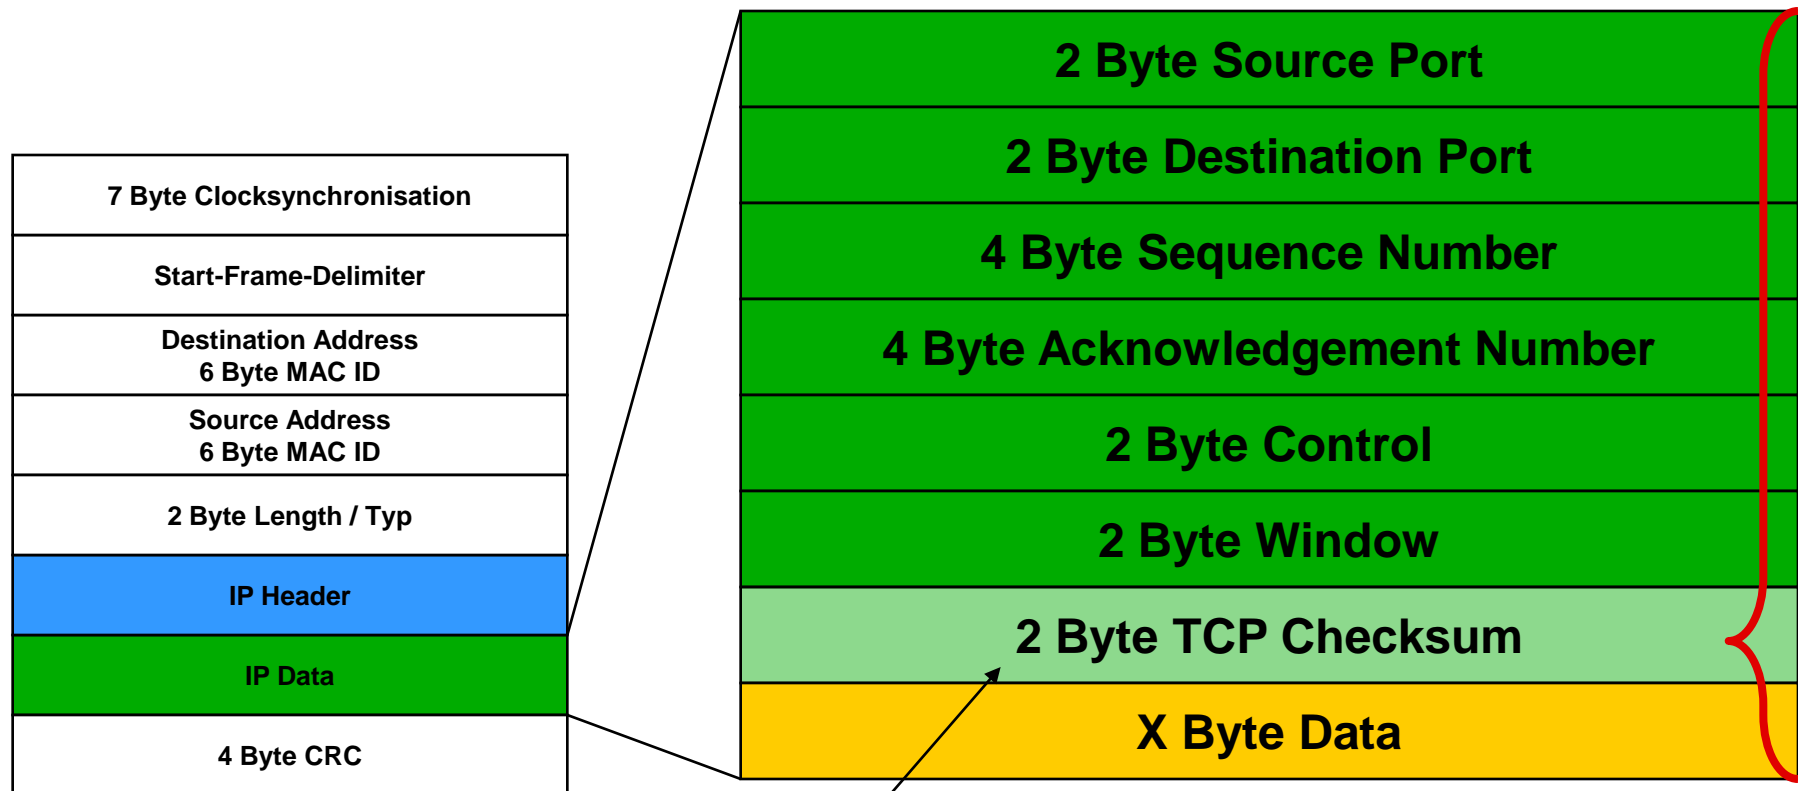 7 Byte Clocksynchronisation
Start-Frame-Delimiter
Destination Address
6 Byte MAC ID
Source Address
6 Byte MAC ID
2 Byte Length / Typ
IP Header
IP Data
4 Byte CRC
2 Byte Source Port
2 Byte Destination Port
4 Byte Sequence Number
4 Byte Acknowledgement Number
2 Byte Control
2 Byte Window
2 Byte TCP Checksum
X Byte Data